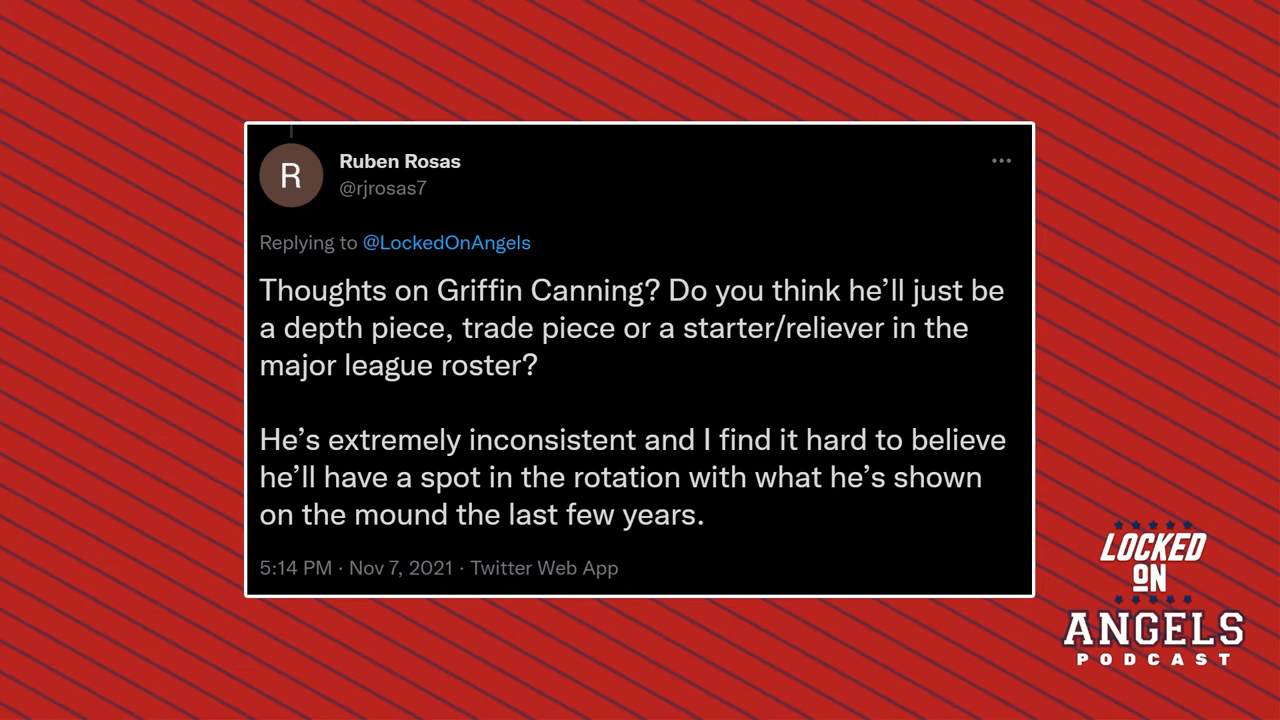 R
Ruben Rosas
@rjrosas7
Replying to @LockedOnAngels
Thoughts on Griffin Canning? Do you think he’ll just be
a depth piece, trade piece or a starter/reliever in the
major league roster?
He’s extremely inconsistent and I find it hard to believe
he’ll have a spot in the rotation with what he’s shown
on the mound the last few years.
5:14 PM · Nov 7, 2021 · Twitter Web App
LOCKED
ON
ANGELS
PODCAST